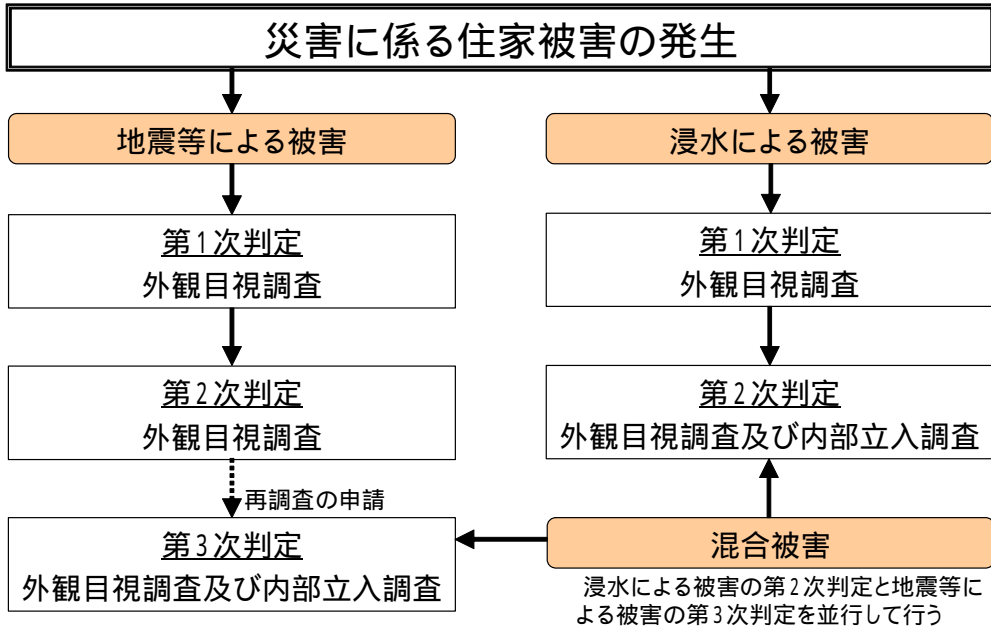 災害に係る住家被害の発生
地震等による被害
第1次判定
外観目視調査
第2次判定
外観目視調査
再調査の申請
第3次判定
外観目視調査及び内部立入調査
浸水による被害
第1次判定
外観目視調査
第2次判定
外観目視調査及び内部立入調査
混合被害
浸水による被害の第2次判定と地震等に
よる被害の第3次判定を並行して行う